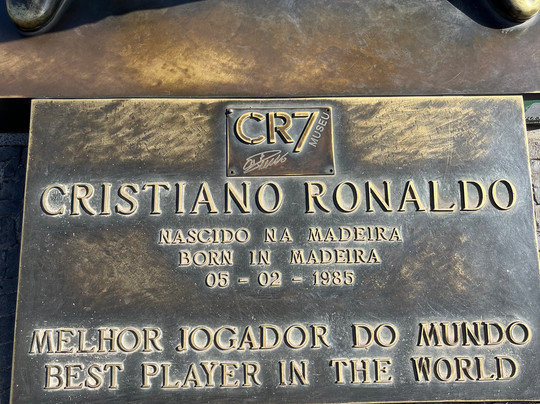 CR7
MUSEU
CRISTIANO RONALDO
NASCIDO NA MADEIRA
BORN IN MADEIRA
05 - 02 - 1985
MELHOR JOGADOR DO MUNDO
BEST PLAYER IN THE WORLD